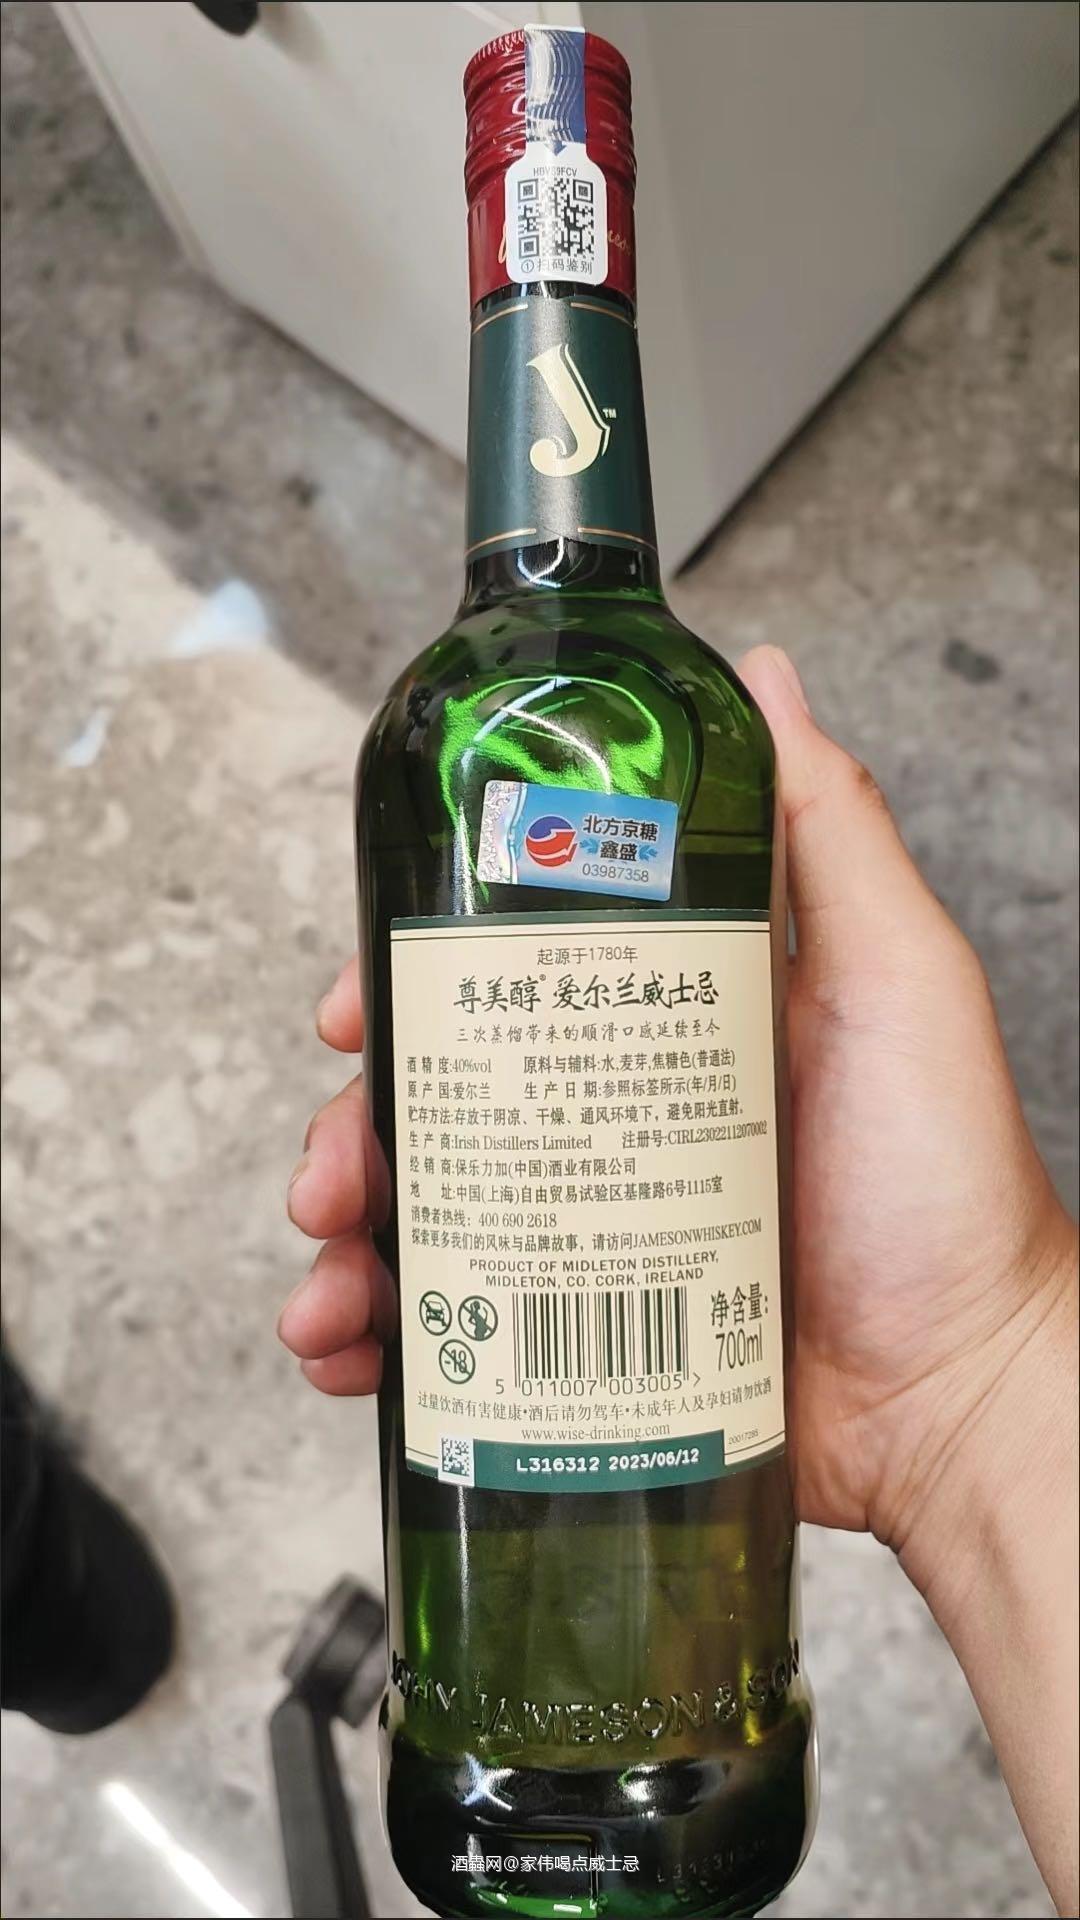 HBVS9FCV
①扫码鉴别
J™
北方京糖
鑫盛
03987358
起源于1780年
尊美醇® 爱尔兰威士忌
三次蒸馏带来的顺滑口感延续至今
酒精度:40%vol 原料与辅料:水,麦芽,焦糖色(普通法)
原产国:爱尔兰 生产日期:参照标签所示(年/月/日)
贮存方法:存放于阴凉、干燥、通风环境下，避免阳光直射。
生产商:Irish Distillers Limited 注册号:CIRL23022112070002
经销商:保乐力加(中国)酒业有限公司
地址:中国(上海)自由贸易试验区基隆路6号1115室
消费者热线：400 690 2618
探索更多我们的风味与品牌故事，请访问JAMESONWHISKEY.COM
PRODUCT OF MIDLETON DISTILLERY,
MIDLETON, CO. CORK, IRELAND
净含量:
700ml
-18
5 011007 003005 >
过量饮酒有害健康•酒后请勿驾车•未成年人及孕妇请勿饮酒
www.wise-drinking.com
20017285
L316312 2023/06/12
JOHN JAMESON & SON
酒蟲网@家伟喝点威士忌